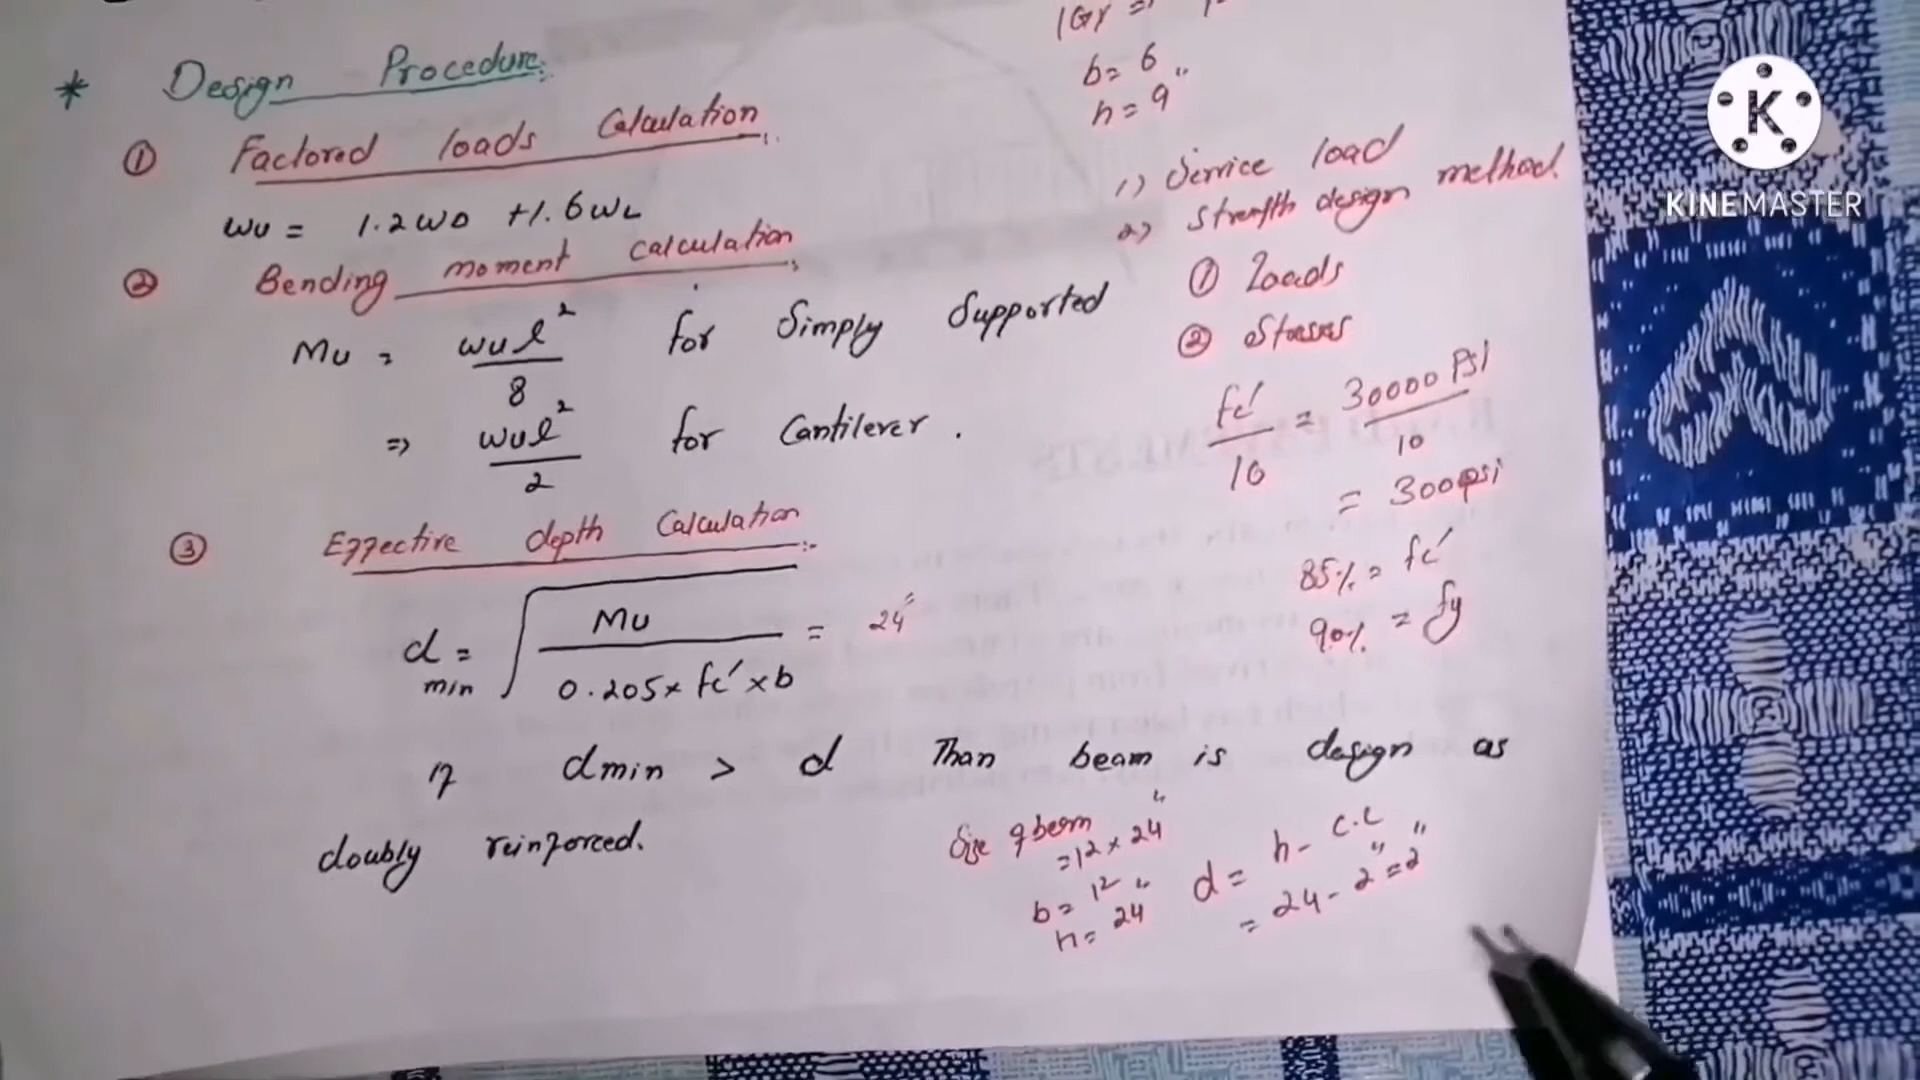 * Design Procedure:
① Factored loads Calculation :
Wu = 1.2WD + 1.6WL
② Bending moment calculation :
Mu = wul²/8 for Simply Supported
=> wul²/2 for Cantilever.
③ Effective depth Calculation :-
dmin = √(Mu / 0.205 × fc' × b) = 24"
if dmin > d Than beam is design as
doubly reinforced.
b= 6"
h= 9"
1) Service load
2) Strength design method.
① Loads
② Stresses
fc'/10 = 30000 PSI/10
= 300psi
85% = fc'
90% = fy
Size of beam
= 12 × 24"
b= 12"
h= 24
d = h - c.c
= 24 - 2" = 2"
KINEMASTER